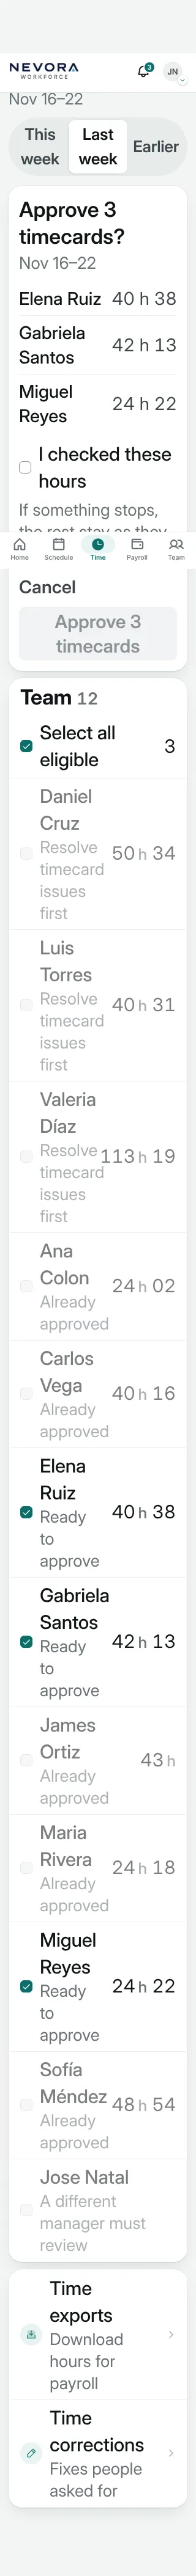 NEVORA
WORKFORCE
3
JN
Nov 16–22
This
week
Last
week
Earlier
Approve 3
timecards?
Nov 16–22
Elena Ruiz 40 h 38
Gabriela
Santos
42 h 13
Miguel
Reyes
24 h 22
I checked these
hours
If something stops,
the rest stay as they
Home
Schedule
Time
Payroll
Team
Cancel
Approve 3
timecards
Team 12
Select all
eligible
3
Daniel
Cruz
Resolve
timecard
issues
first
50 h 34
Luis
Torres
Resolve
timecard
issues
first
40 h 31
Valeria
Díaz
Resolve
timecard
issues
first
113 h 19
Ana
Colon
Already
approved
24 h 02
Carlos
Vega
Already
approved
40 h 16
Elena
Ruiz
Ready
to
approve
40 h 38
Gabriela
Santos
Ready
to
approve
42 h 13
James
Ortiz
Already
approved
43 h
Maria
Rivera
Already
approved
24 h 18
Miguel
Reyes
Ready
to
approve
24 h 22
Sofía
Méndez
Already
approved
48 h 54
Jose Natal
A different
manager must
review
Time
exports
Download
hours for
payroll
Time
corrections
Fixes people
asked for